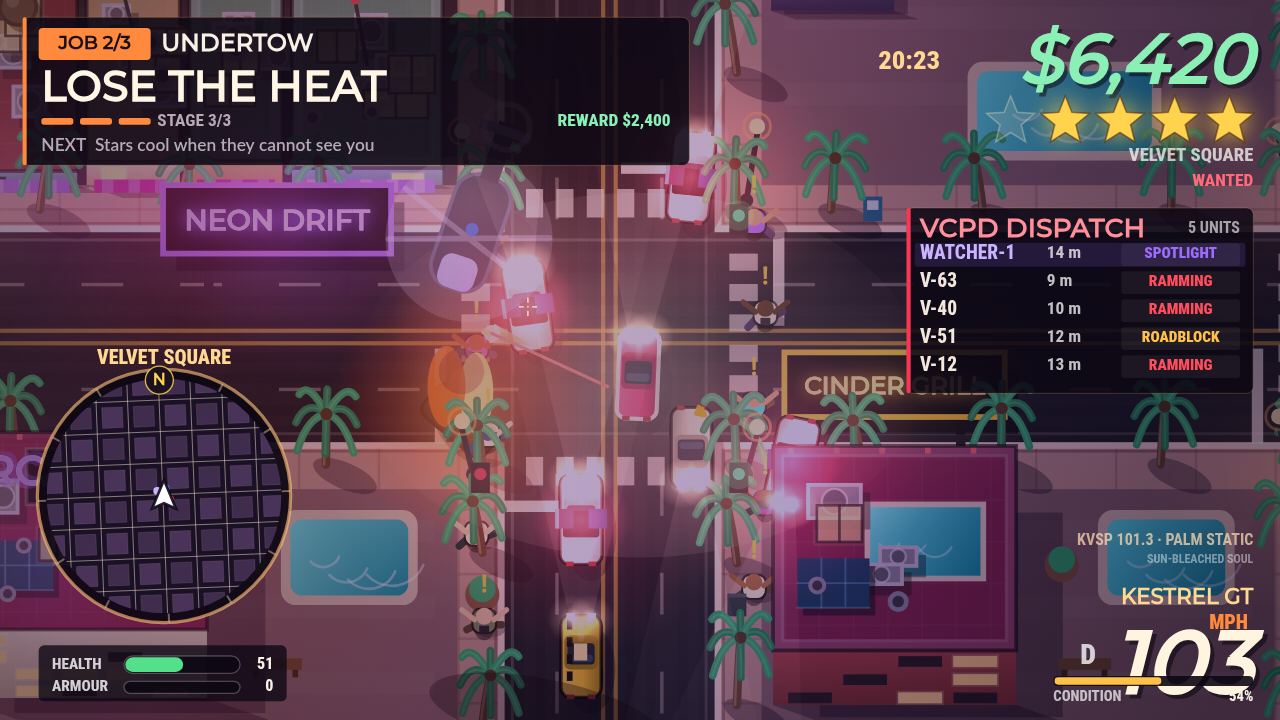 JOB 2/3 UNDERTOW
LOSE THE HEAT
STAGE 3/3 REWARD $2,400
NEXT Stars cool when they cannot see you
20:23
$6,420
VELVET SQUARE
WANTED
VCPD DISPATCH 5 UNITS
WATCHER-1 14 m SPOTLIGHT
V-63 9 m RAMMING
V-40 10 m RAMMING
V-51 12 m ROADBLOCK
V-12 13 m RAMMING
NEON DRIFT
CINDER GRILL
VELVET SQUARE
N
KVSP 101.3 · PALM STATIC
SUN-BLEACHED SOUL
KESTREL GT
MPH
D 103
CONDITION 54%
HEALTH 51
ARMOUR 0